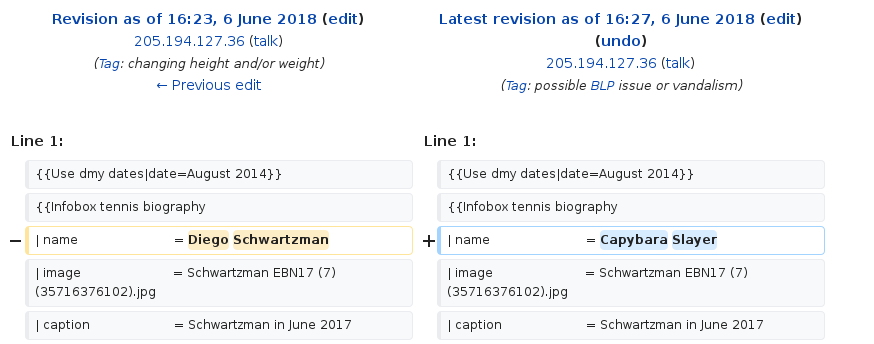 Revision as of 16:23, 6 June 2018 (edit)
205.194.127.36 (talk)
(Tag: changing height and/or weight)
← Previous edit
Latest revision as of 16:27, 6 June 2018 (edit)
(undo)
205.194.127.36 (talk)
(Tag: possible BLP issue or vandalism)
Line 1:
Line 1:
{{Use dmy dates|date=August 2014}}
{{Use dmy dates|date=August 2014}}
{{Infobox tennis biography
{{Infobox tennis biography
− | name = Diego Schwartzman
+ | name = Capybara Slayer
| image = Schwartzman EBN17 (7)
(35716376102).jpg
| image = Schwartzman EBN17 (7)
(35716376102).jpg
| caption = Schwartzman in June 2017
| caption = Schwartzman in June 2017